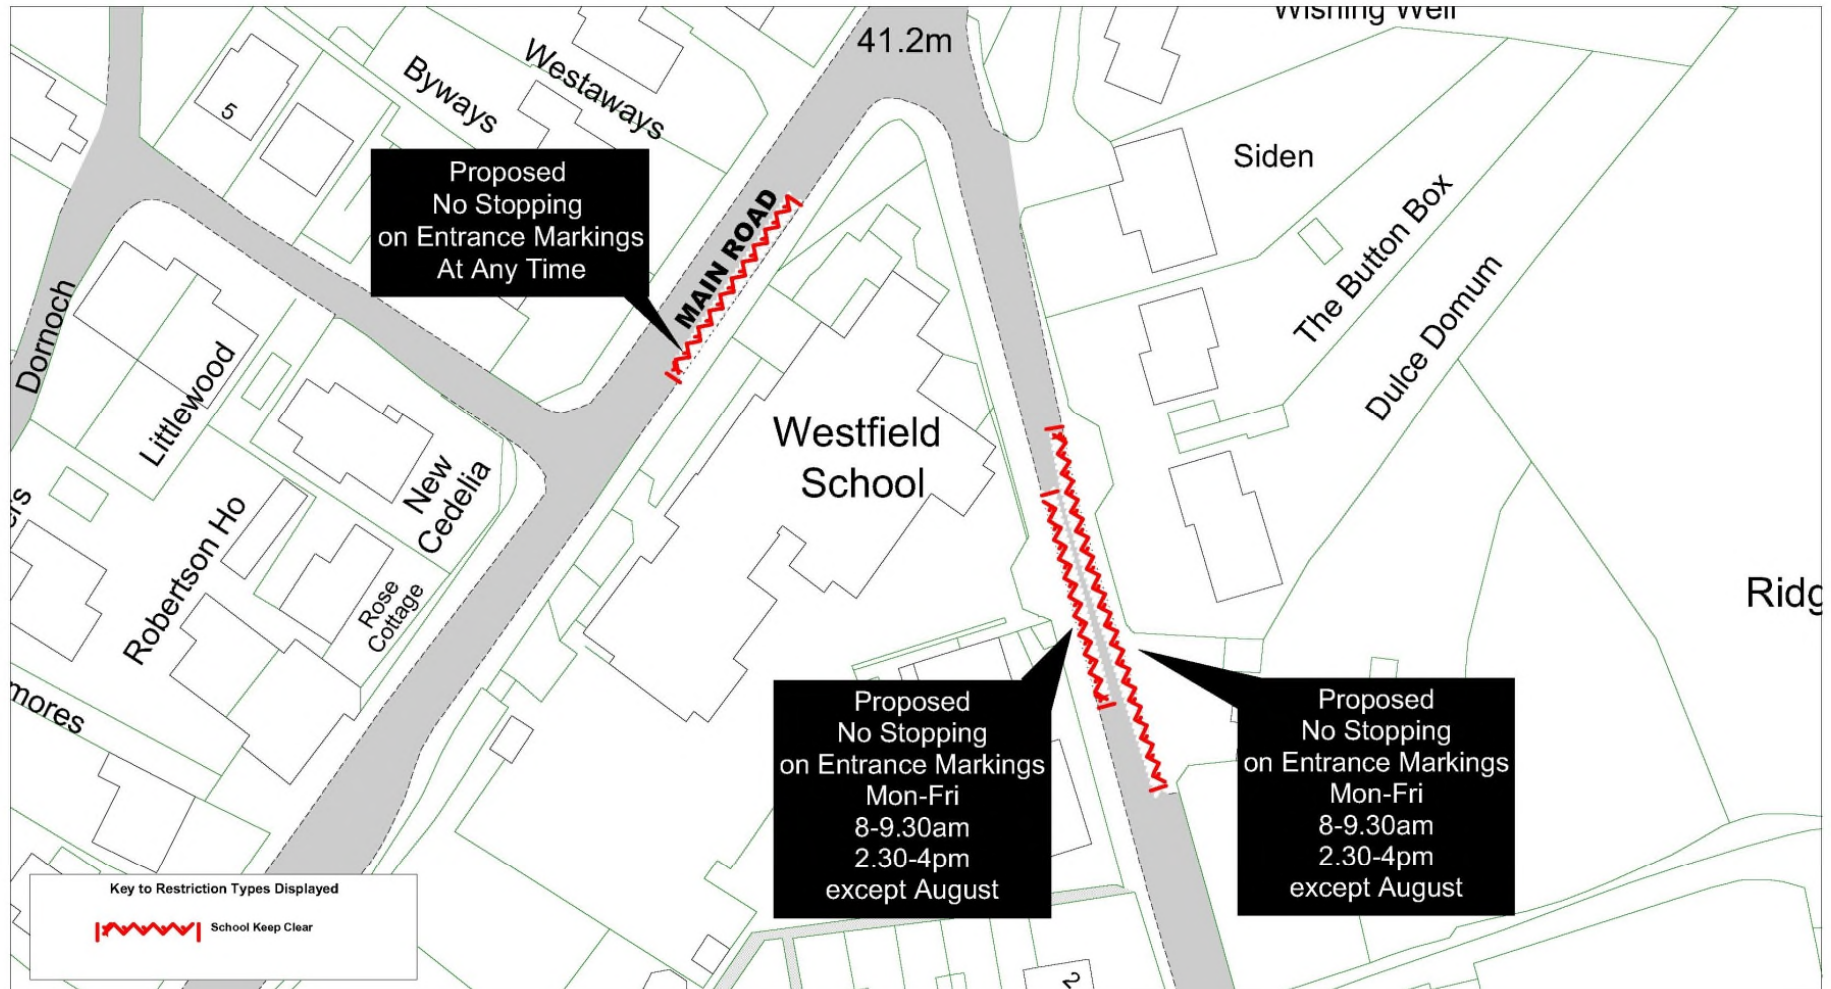 Wishing Well
41.2m
Westaways
Byways
5
Siden
Proposed
No Stopping
on Entrance Markings
At Any Time
MAIN ROAD
The Button Box
Dulce Domum
Dornoch
Littlewood
Westfield
School
New
Cedelia
ers
Robertson Ho
Rose
Cottage
Ridg
mores
Proposed
No Stopping
on Entrance Markings
Mon-Fri
8-9.30am
2.30-4pm
except August
Proposed
No Stopping
on Entrance Markings
Mon-Fri
8-9.30am
2.30-4pm
except August
Key to Restriction Types Displayed
School Keep Clear
2